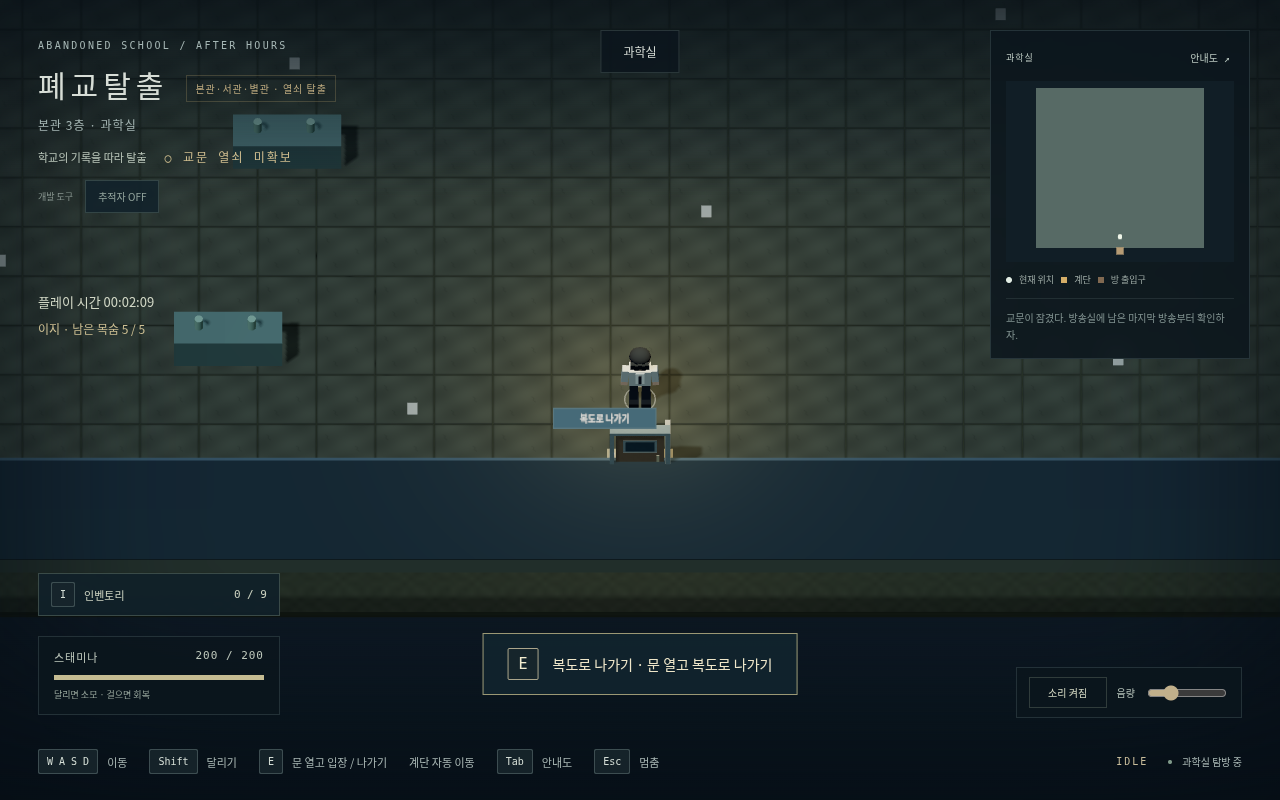 ABANDONED SCHOOL / AFTER HOURS
폐교탈출
본관·서관·별관 · 열쇠 탈출
본관 3층 · 과학실
학교의 기록을 따라 탈출
○ 교문 열쇠 미확보
개발 도구
추적자 OFF
과학실
과학실
안내도 ↗
현재 위치
계단
방 출입구
교문이 잠겼다. 방송실에 남은 마지막 방송부터 확인하
자.
플레이 시간 00:02:09
이지 · 남은 목숨 5 / 5
복도로 나가기
I 인벤토리 0 / 9
스태미나 200 / 200
달리면 소모 · 걸으면 회복
E 복도로 나가기 · 문 열고 복도로 나가기
소리 켜짐 음량
W A S D 이동 Shift 달리기 E 문 열고 입장 / 나가기 계단 자동 이동 Tab 안내도 Esc 멈춤
IDLE • 과학실 탐방 중